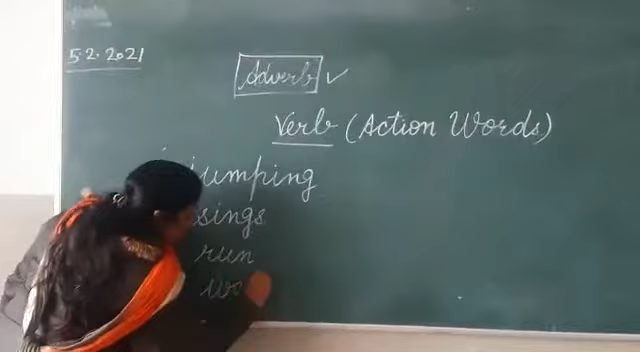 5.2.2021
Adverb ✓
Verb (Action Words)
jumping
sings
run